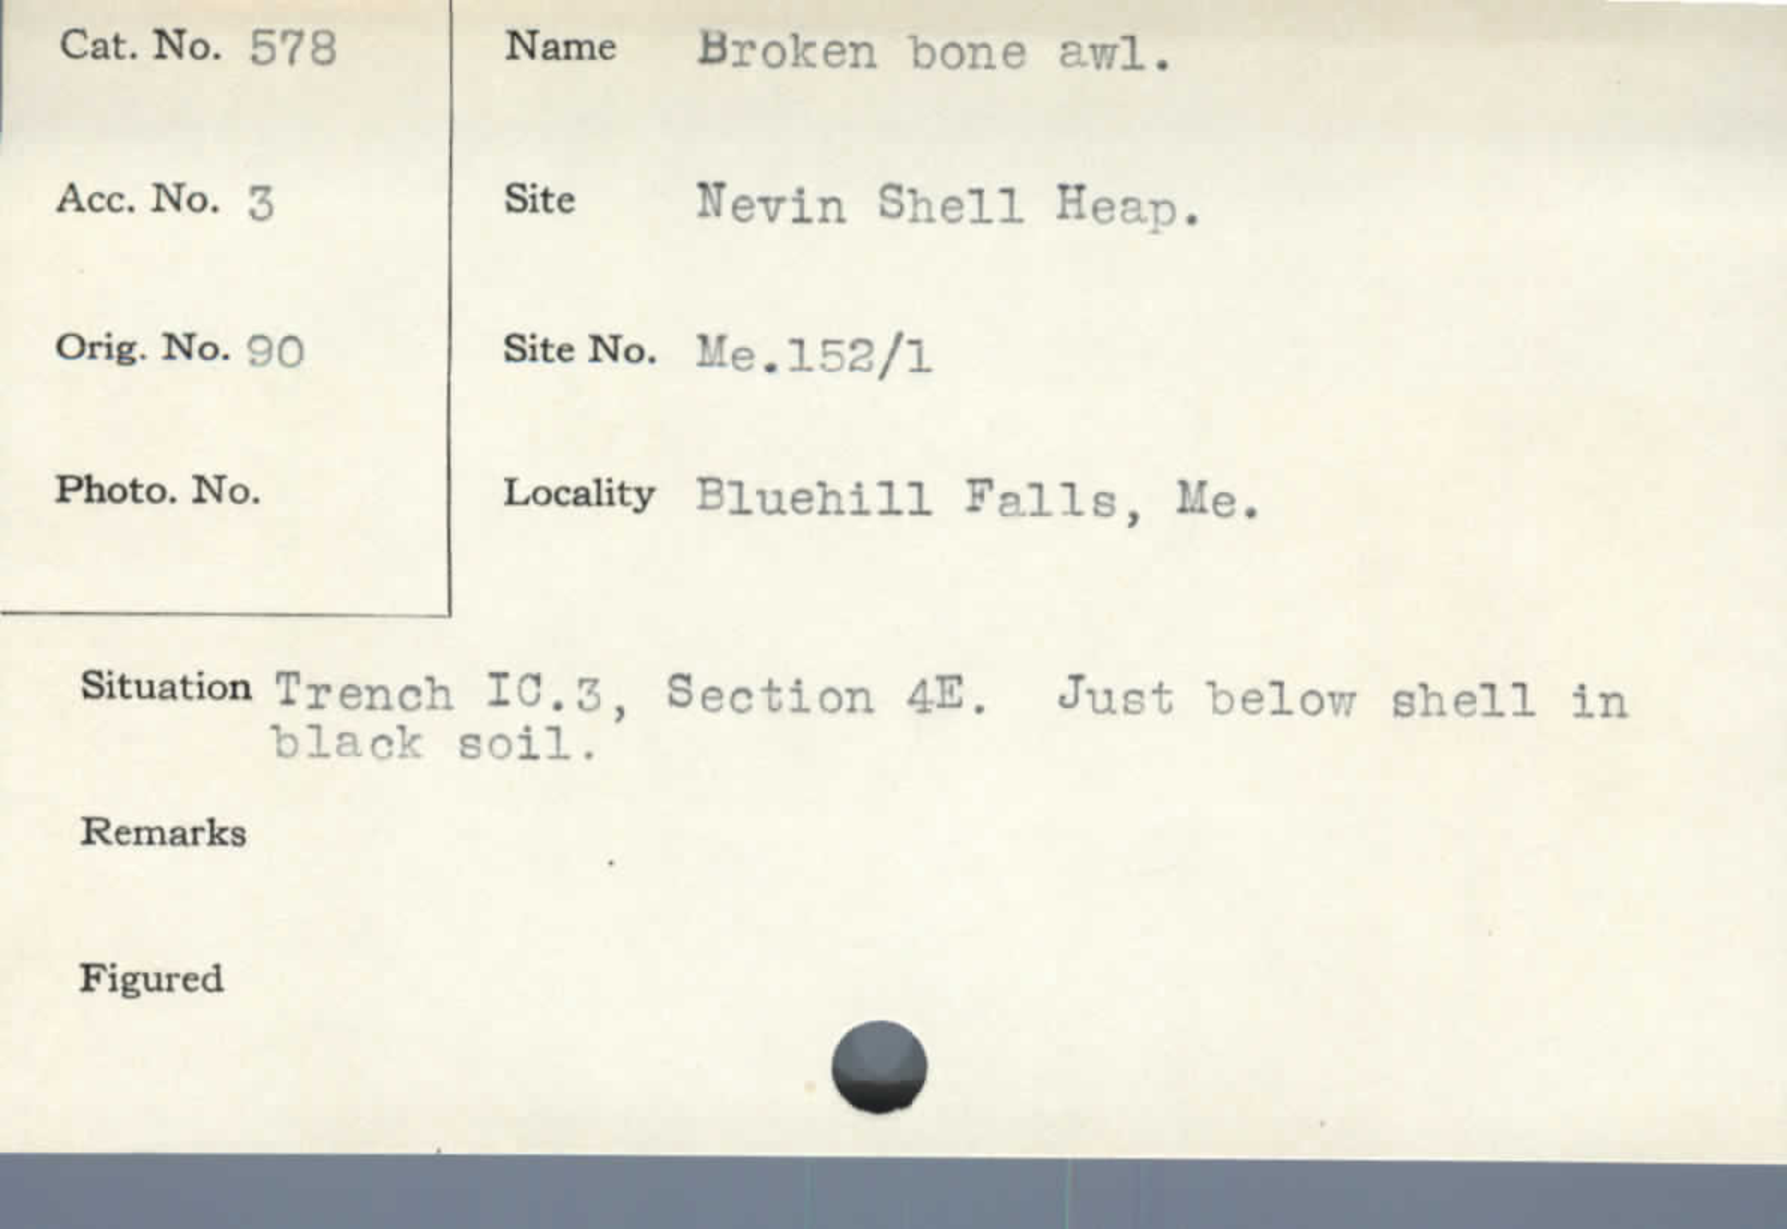 Cat. No. 578
Name Broken bone awl.
Acc. No. 3
Site Nevin Shell Heap.
Orig. No. 90
Site No. Me.152/1
Photo. No.
Locality Bluehill Falls, Me.
Situation Trench IC.3, Section 4E. Just below shell in
black soil.
Remarks
Figured